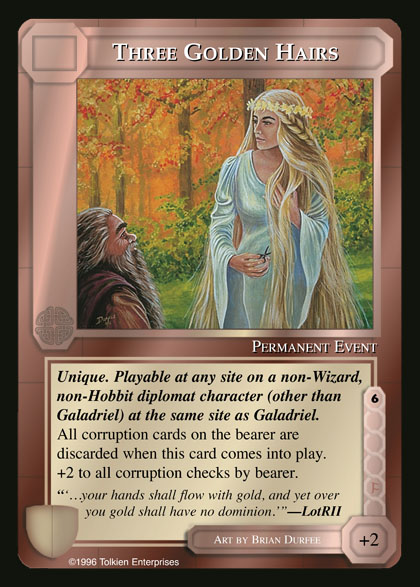 Three Golden Hairs
Permanent Event
Unique. Playable at any site on a non-Wizard,
non-Hobbit diplomat character (other than
Galadriel) at the same site as Galadriel.
All corruption cards on the bearer are
discarded when this card comes into play.
+2 to all corruption checks by bearer.
“‘…your hands shall flow with gold, and yet over
you gold shall have no dominion.’”—LotRII
6
Art by Brian Durfee
+2
©1996 Tolkien Enterprises